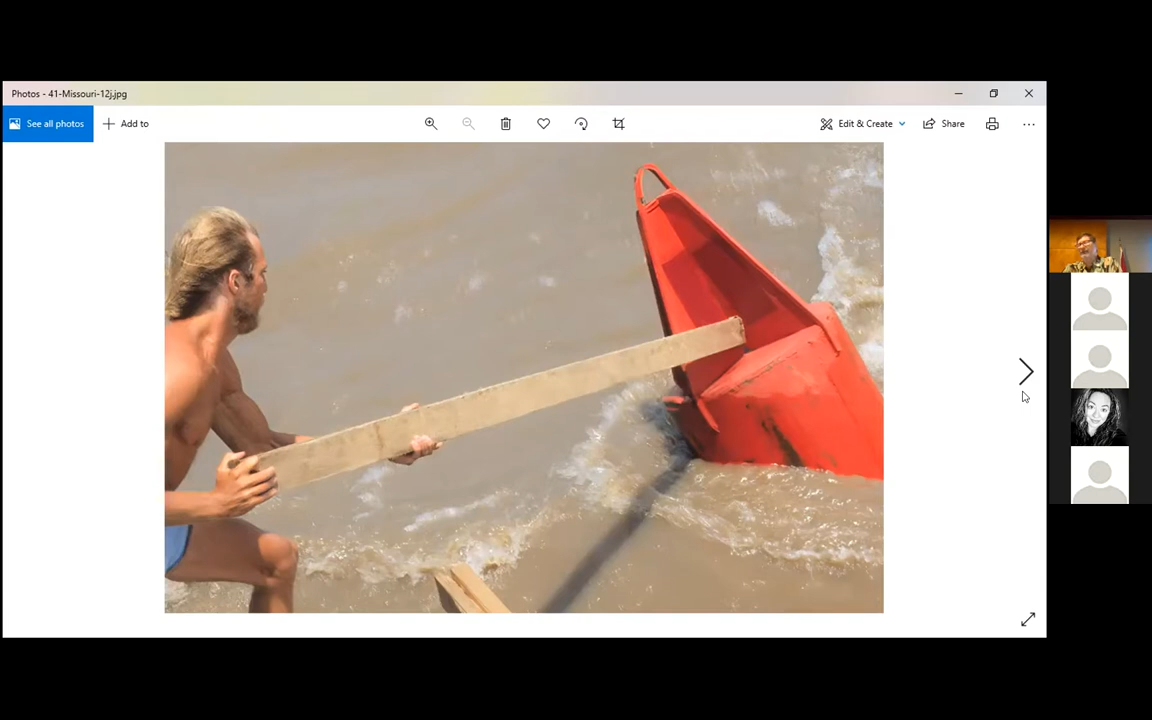 Photos - 41-Missouri-12j.jpg
See all photos
Add to
Edit & Create
Share